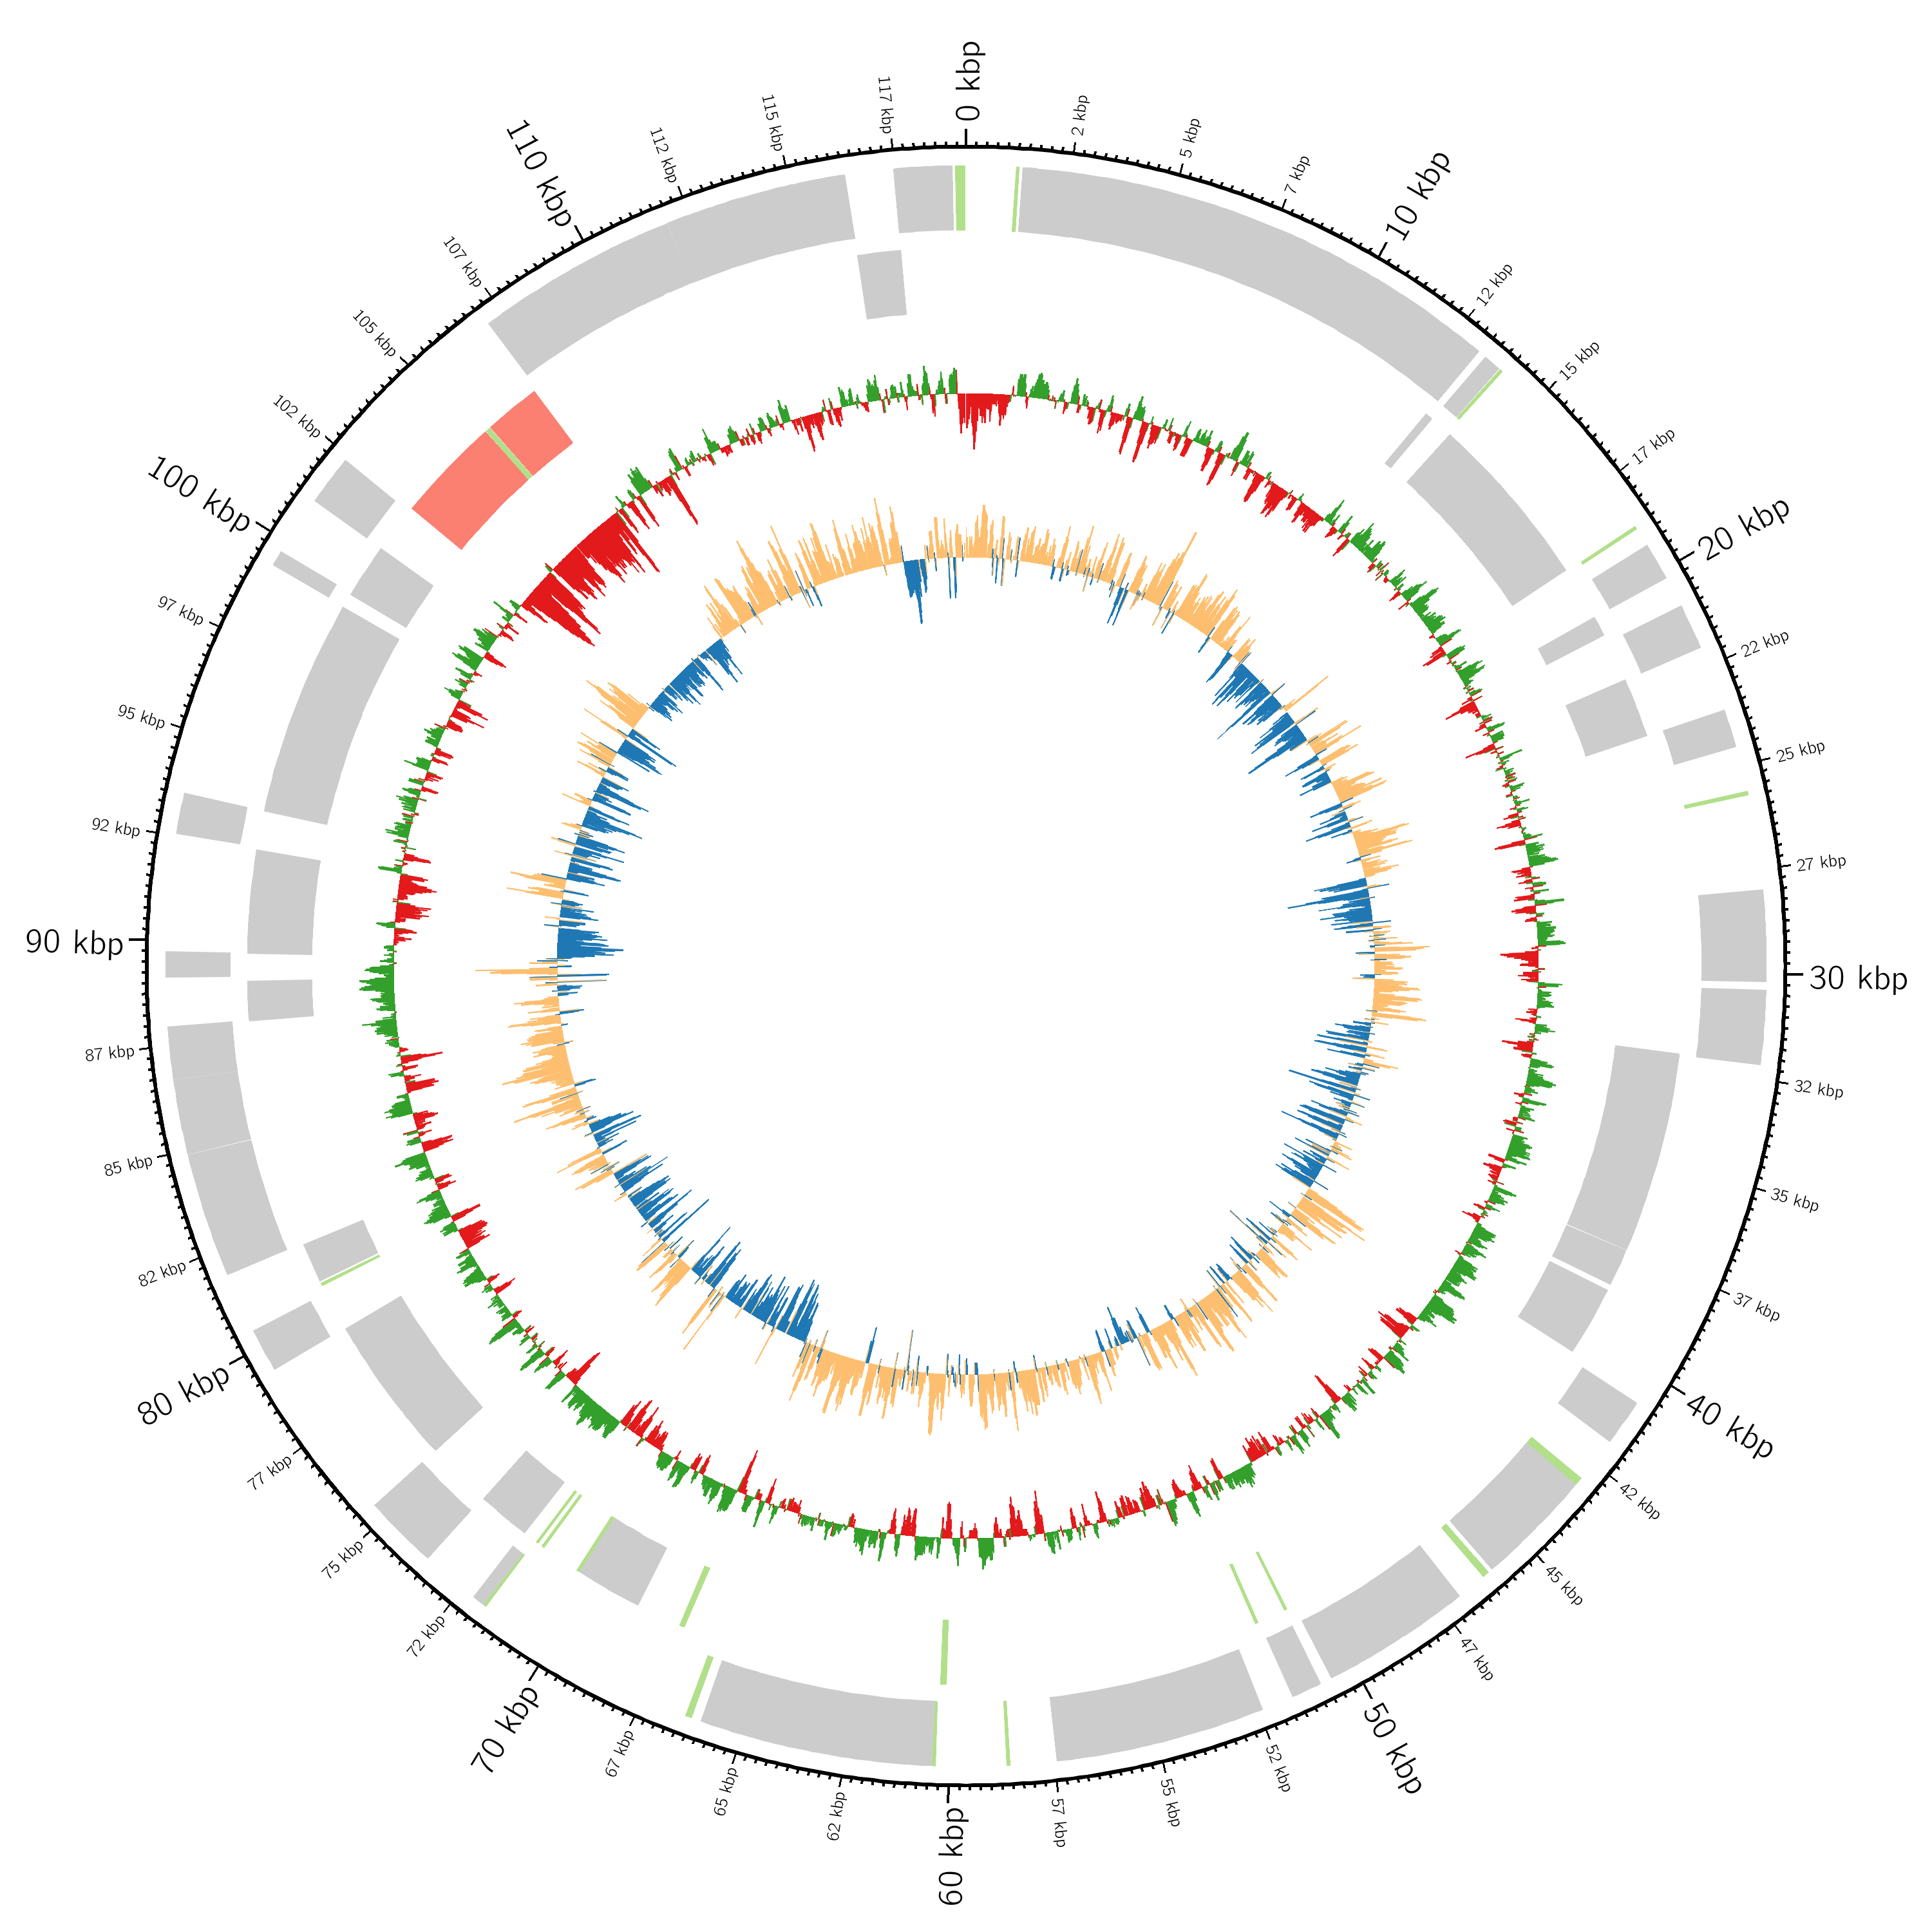 0 kbp
2 kbp
5 kbp
7 kbp
10 kbp
12 kbp
15 kbp
17 kbp
20 kbp
22 kbp
25 kbp
27 kbp
30 kbp
32 kbp
35 kbp
37 kbp
40 kbp
42 kbp
45 kbp
47 kbp
50 kbp
52 kbp
55 kbp
57 kbp
60 kbp
62 kbp
65 kbp
67 kbp
70 kbp
72 kbp
75 kbp
77 kbp
80 kbp
82 kbp
85 kbp
87 kbp
90 kbp
92 kbp
95 kbp
97 kbp
100 kbp
102 kbp
105 kbp
107 kbp
110 kbp
112 kbp
115 kbp
117 kbp